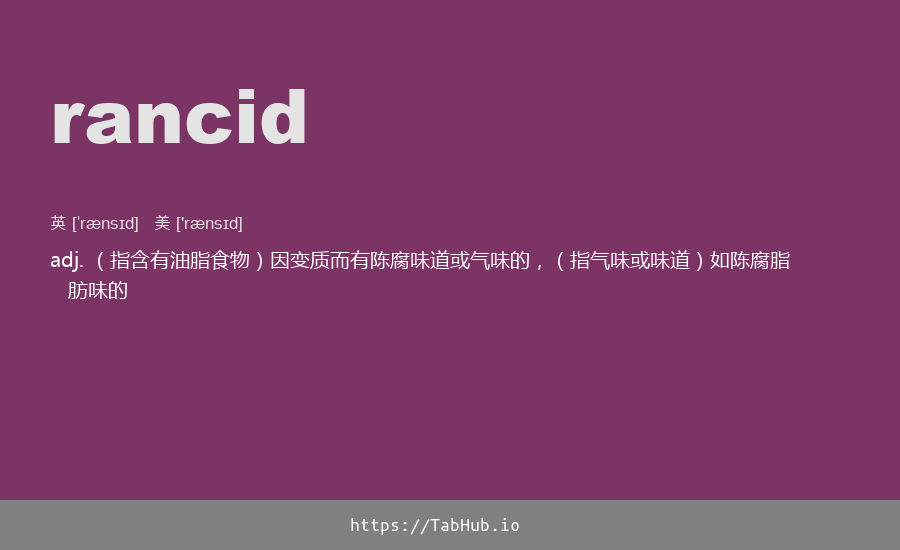 rancid
英 [ˈrænsɪd] 美 ['rænsɪd]
adj. （指含有油脂食物）因变质而有陈腐味道或气味的，（指气味或味道）如陈腐脂
肪味的
https://TabHub.io